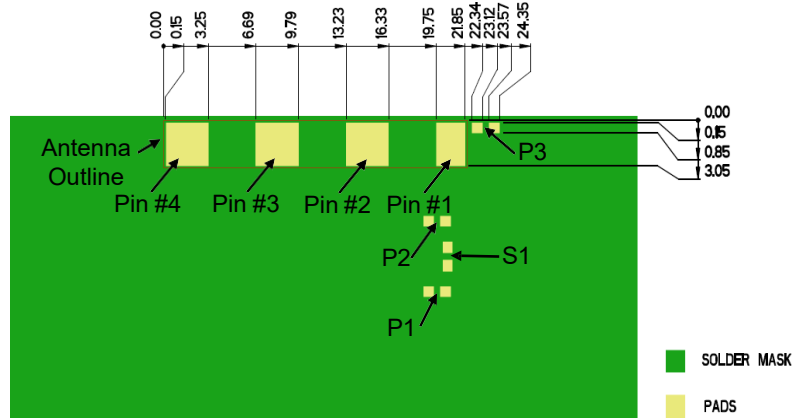 0.00 0.15 3.25 6.69 9.79 13.23 16.33 19.75 21.85 22.34 23.12 23.57 24.35
0.00
0.15
0.85
3.05
Antenna
Outline
P3
Pin #4 Pin #3 Pin #2 Pin #1
P2
S1
P1
SOLDER MASK
PADS